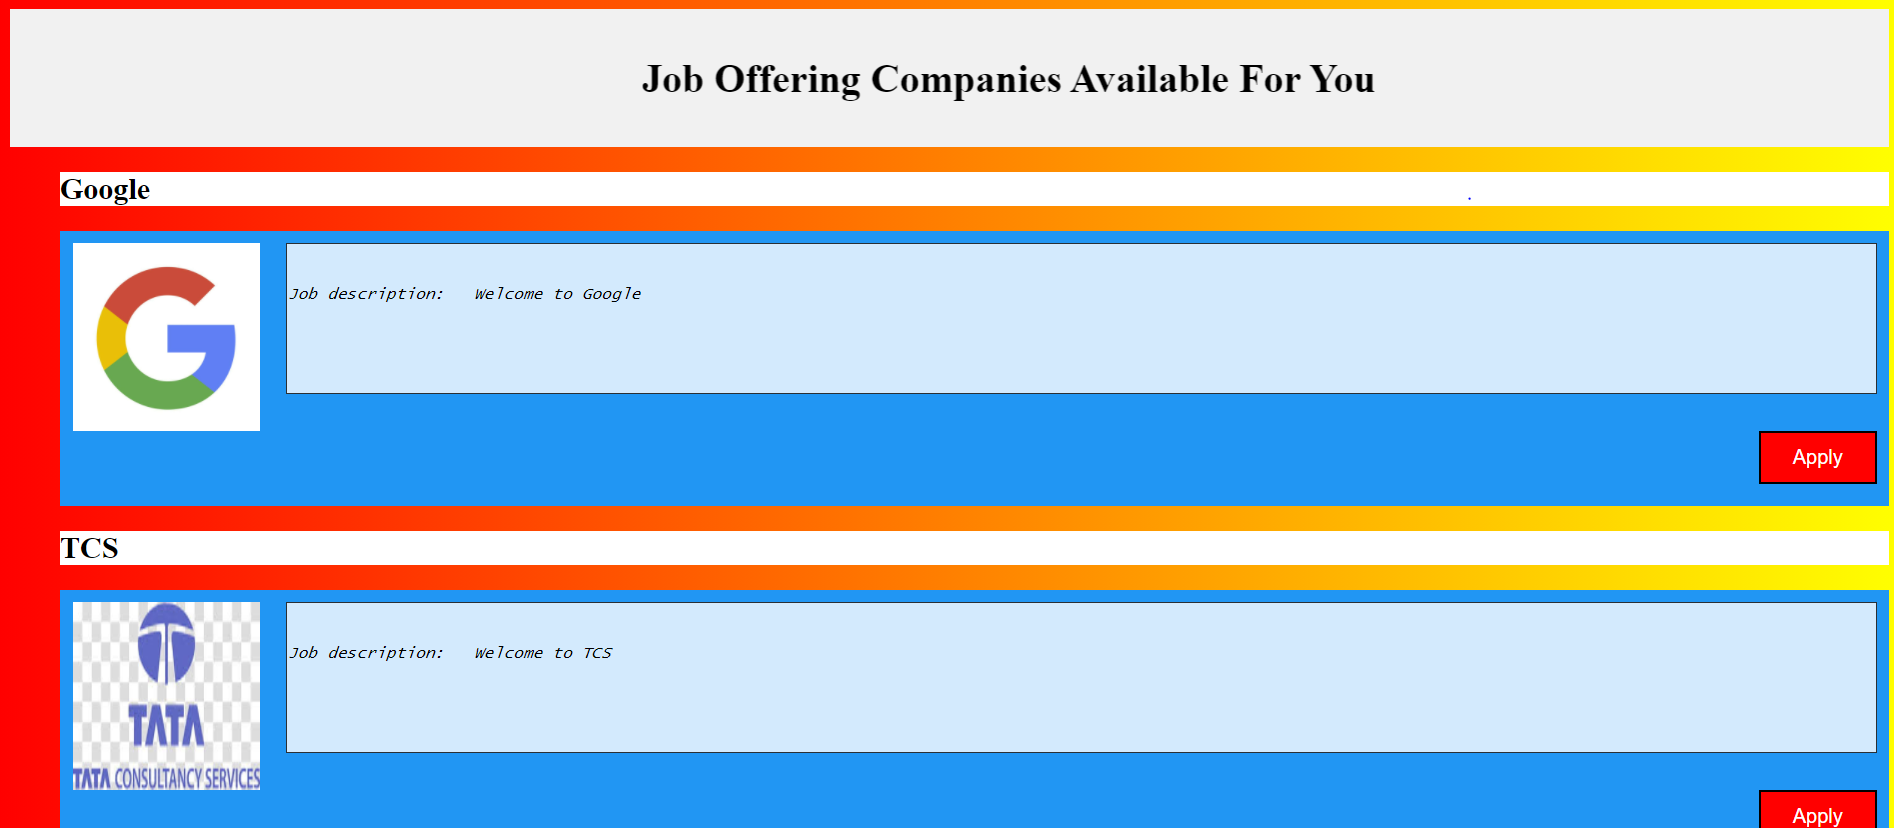 Job Offering Companies Available For You
Google
Job description: Welcome to Google
Apply
TCS
TATA
TATA CONSULTANCY SERVICES
Job description: Welcome to TCS
Apply